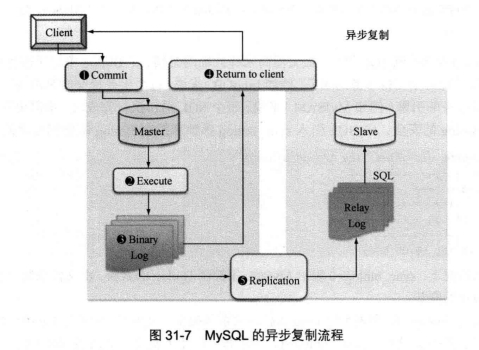 Client
异步复制
❶ Commit
❹ Return to client
Master
Slave
❷ Execute
SQL
❸ Binary
Log
Relay
Log
❺ Replication
图 31-7 MySQL 的异步复制流程